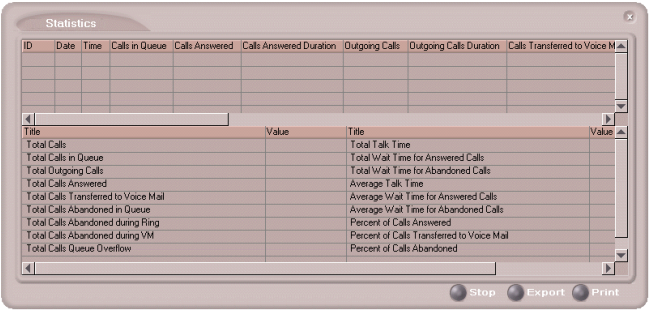 Statistics
ID Date Time Calls in Queue Calls Answered Calls Answered Duration Outgoing Calls Outgoing Calls Duration Calls Transferred to Voice M
Title Value Title Value
Total Calls Total Talk Time
Total Calls in Queue Total Wait Time for Answered Calls
Total Outgoing Calls Total Wait Time for Abandoned Calls
Total Calls Answered Average Talk Time
Total Calls Transferred to Voice Mail Average Wait Time for Answered Calls
Total Calls Abandoned in Queue Average Wait Time for Abandoned Calls
Total Calls Abandoned during Ring Percent of Calls Answered
Total Calls Abandoned during VM Percent of Calls Transferred to Voice Mail
Total Calls Queue Overflow Percent of Calls Abandoned
Stop Export Print